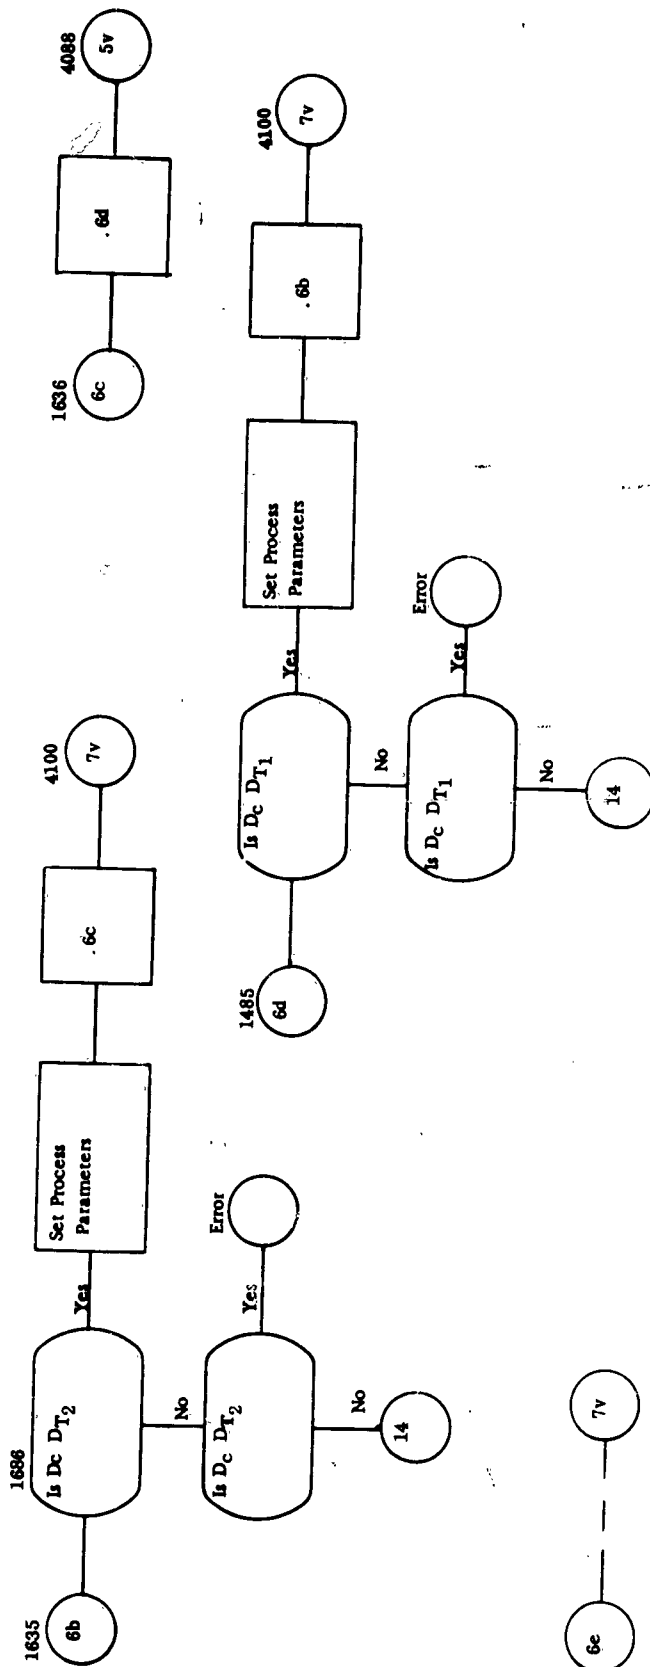 1635
6b
1686
Is Dc DT2
Yes
Set Process
Parameters
.6c
4100
7v
No
Is Dc DT2
Yes
Error
No
14
6e
7v
1636
6c
.6d
4088
5v
1485
6d
Is Dc DT1
Yes
Set Process
Parameters
.6b
4100
7v
No
Is Dc DT1
Yes
Error
No
14